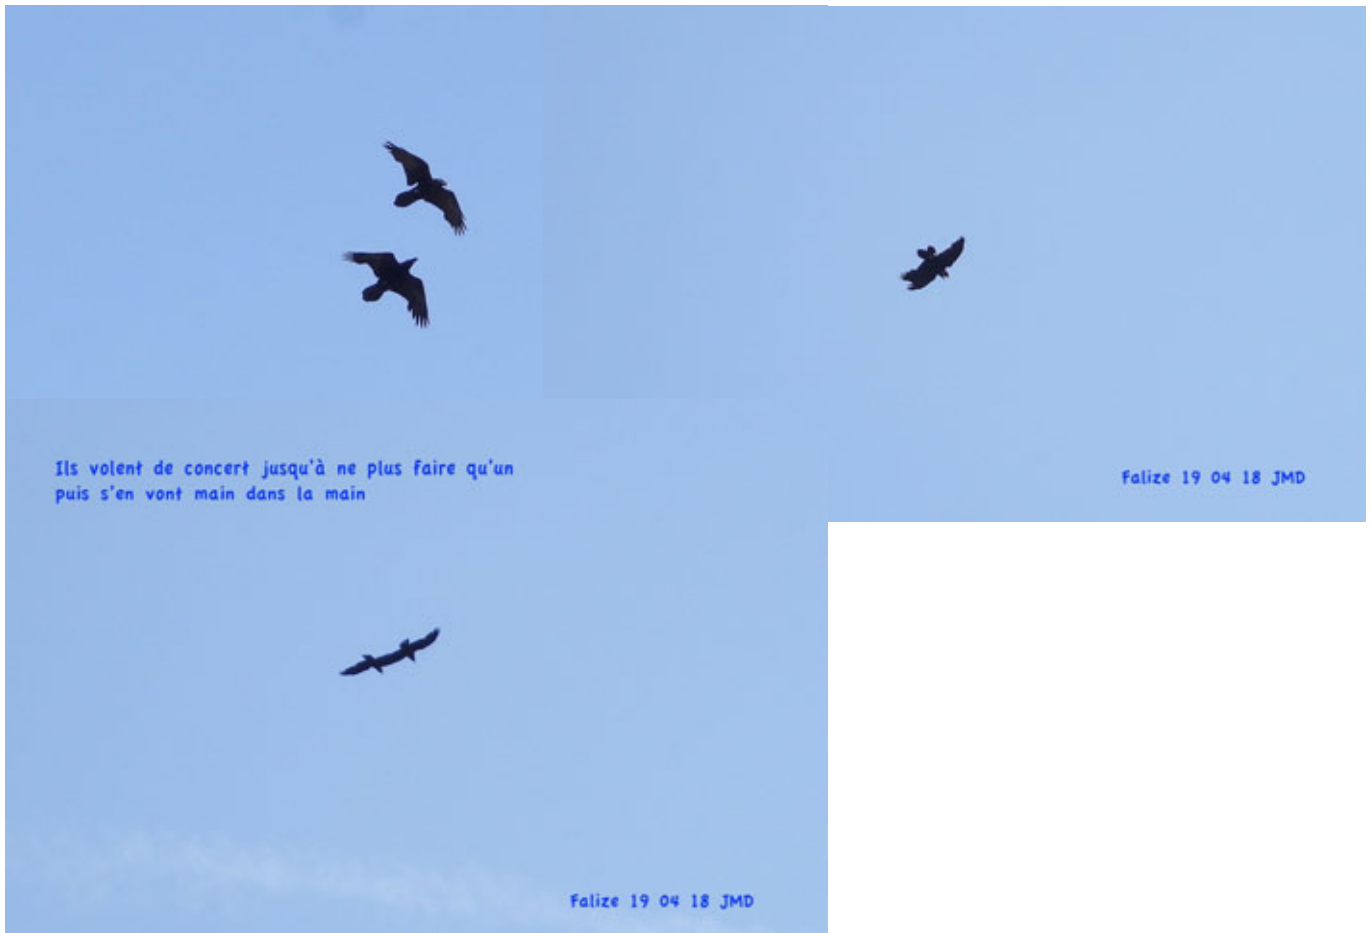 Ils volent de concert jusqu'à ne plus faire qu'un
puis s'en vont main dans la main
Falize 19 04 18 JMD
Falize 19 04 18 JMD